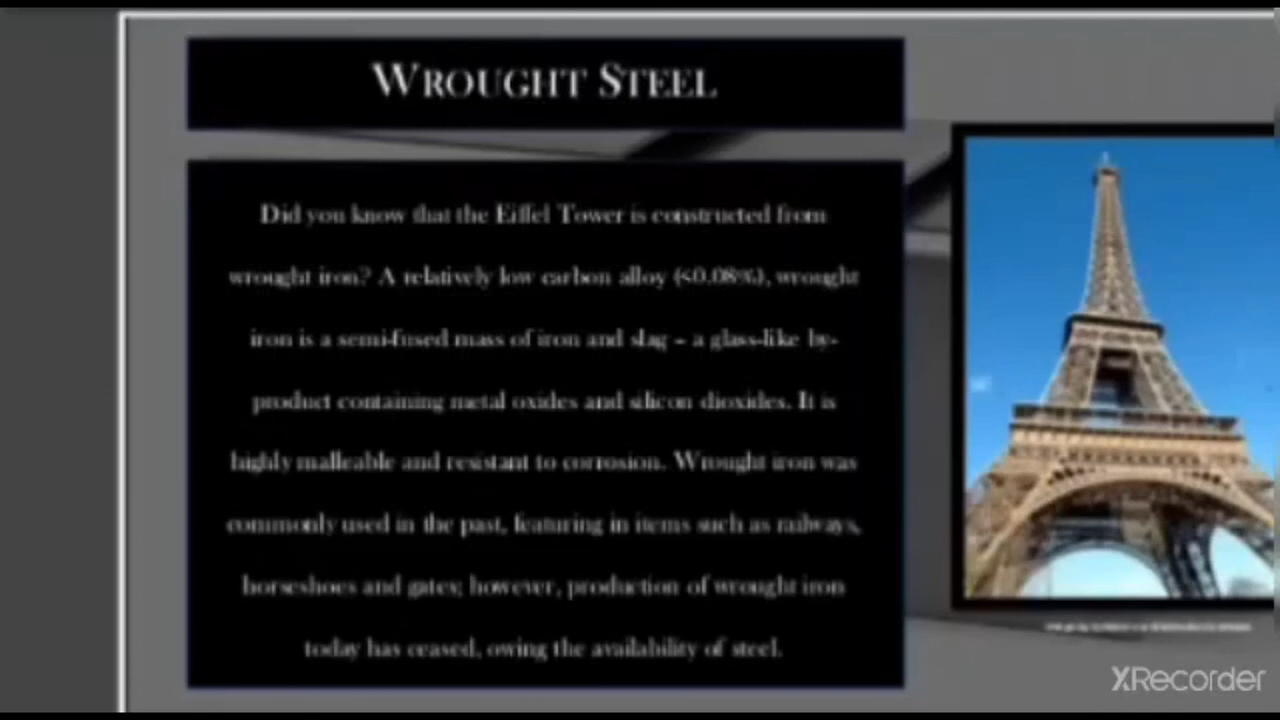 WROUGHT STEEL
Did you know that the Eiffel Tower is constructed from
wrought iron? A relatively low carbon alloy (<0.08%), wrought
iron is a semi-fused mass of iron and slag – a glass-like by-
product containing metal oxides and silicon dioxides. It is
highly malleable and resistant to corrosion. Wrought iron was
commonly used in the past, featuring in items such as railways,
horseshoes and gates; however, production of wrought iron
today has ceased, owing the availability of steel.
XRecorder